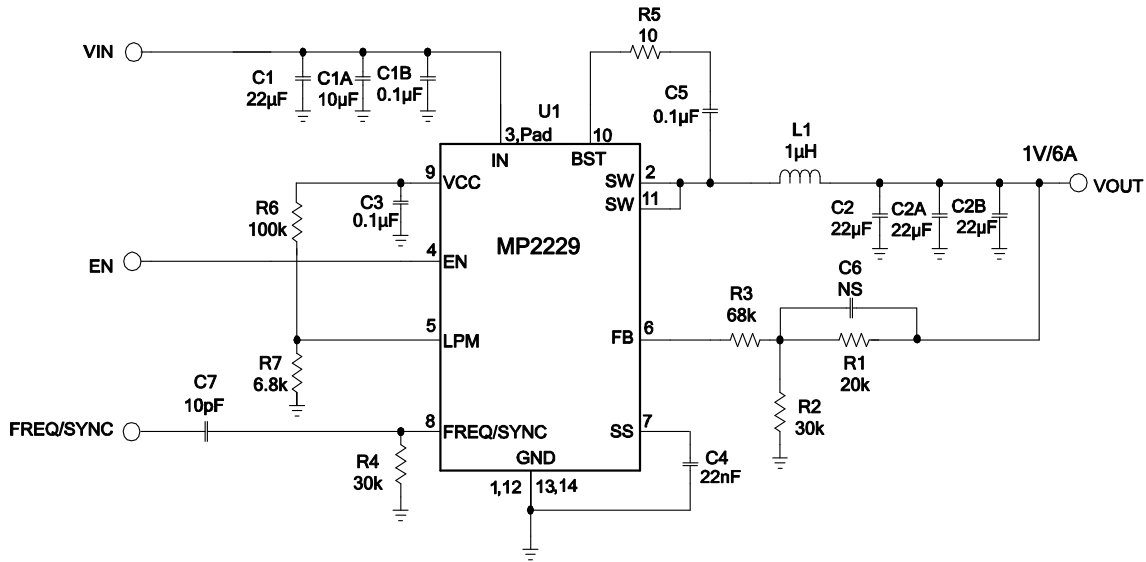 R5
10
VIN
C1
22µF
C1A
10µF
C1B
0.1µF
C5
0.1µF
U1
3,Pad
10
IN
BST
L1
1µH
1V/6A
9
VCC
SW
2
VOUT
SW
11
R6
100k
C3
0.1µF
C2
22µF
C2A
22µF
C2B
22µF
MP2229
4
EN
EN
C6
NS
R3
68k
5
LPM
FB
6
R1
20k
R7
6.8k
C7
10pF
R2
30k
FREQ/SYNC
8
FREQ/SYNC
SS
7
R4
30k
GND
C4
22nF
1,12
13,14